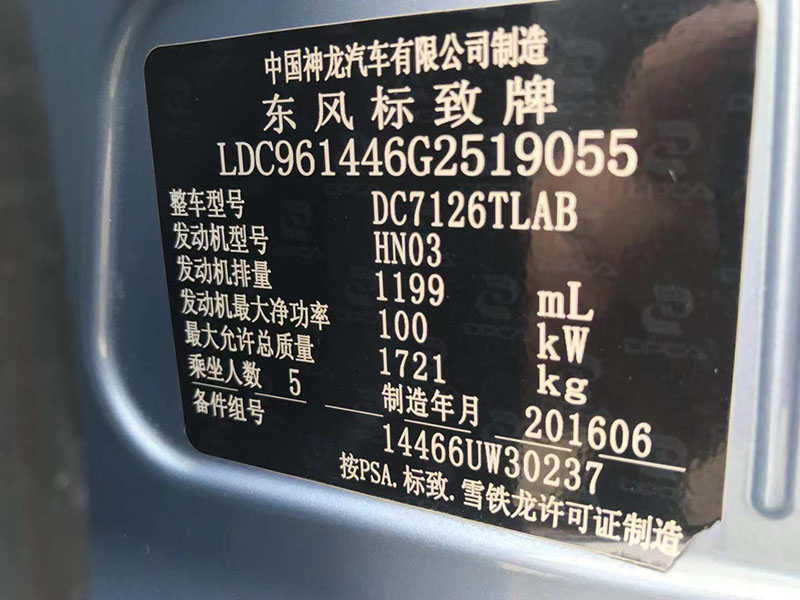 中国神龙汽车有限公司制造
东风标致牌
LDC961446G2519055
整车型号 DC7126TLAB
发动机型号 HN03
发动机排量 1199 mL
发动机最大净功率 100 kW
最大允许总质量 1721 kg
乘坐人数 5 制造年月 201606
备件组号 14466UW30237
按PSA.标致.雪铁龙许可证制造